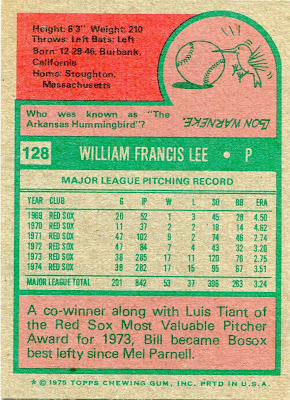 Height: 6'3" Weight: 210
Throws: Left Bats: Left
Born: 12-28-46, Burbank,
California
Home: Stoughton,
Massachusetts
Who was known as "The
Arkansas Hummingbird"?
LON WARNEKE
128 WILLIAM FRANCIS LEE • P
MAJOR LEAGUE PITCHING RECORD
YEAR CLUB G IP W L SO BB ERA
1969 RED SOX 20 52 1 3 45 28 4.50
1970 RED SOX 11 37 2 2 19 14 4.62
1971 RED SOX 47 102 9 2 74 46 2.74
1972 RED SOX 47 84 7 4 43 32 3.20
1973 RED SOX 38 285 17 11 120 76 2.75
1974 RED SOX 38 282 17 15 95 67 3.51
MAJOR LEAGUE TOTAL 201 842 53 37 396 263 3.24
A co-winner along with Luis Tiant of
the Red Sox Most Valuable Pitcher
Award for 1973, Bill became Bosox
best lefty since Mel Parnell.
* © 1975 TOPPS CHEWING GUM, INC. PRTD IN U.S.A.